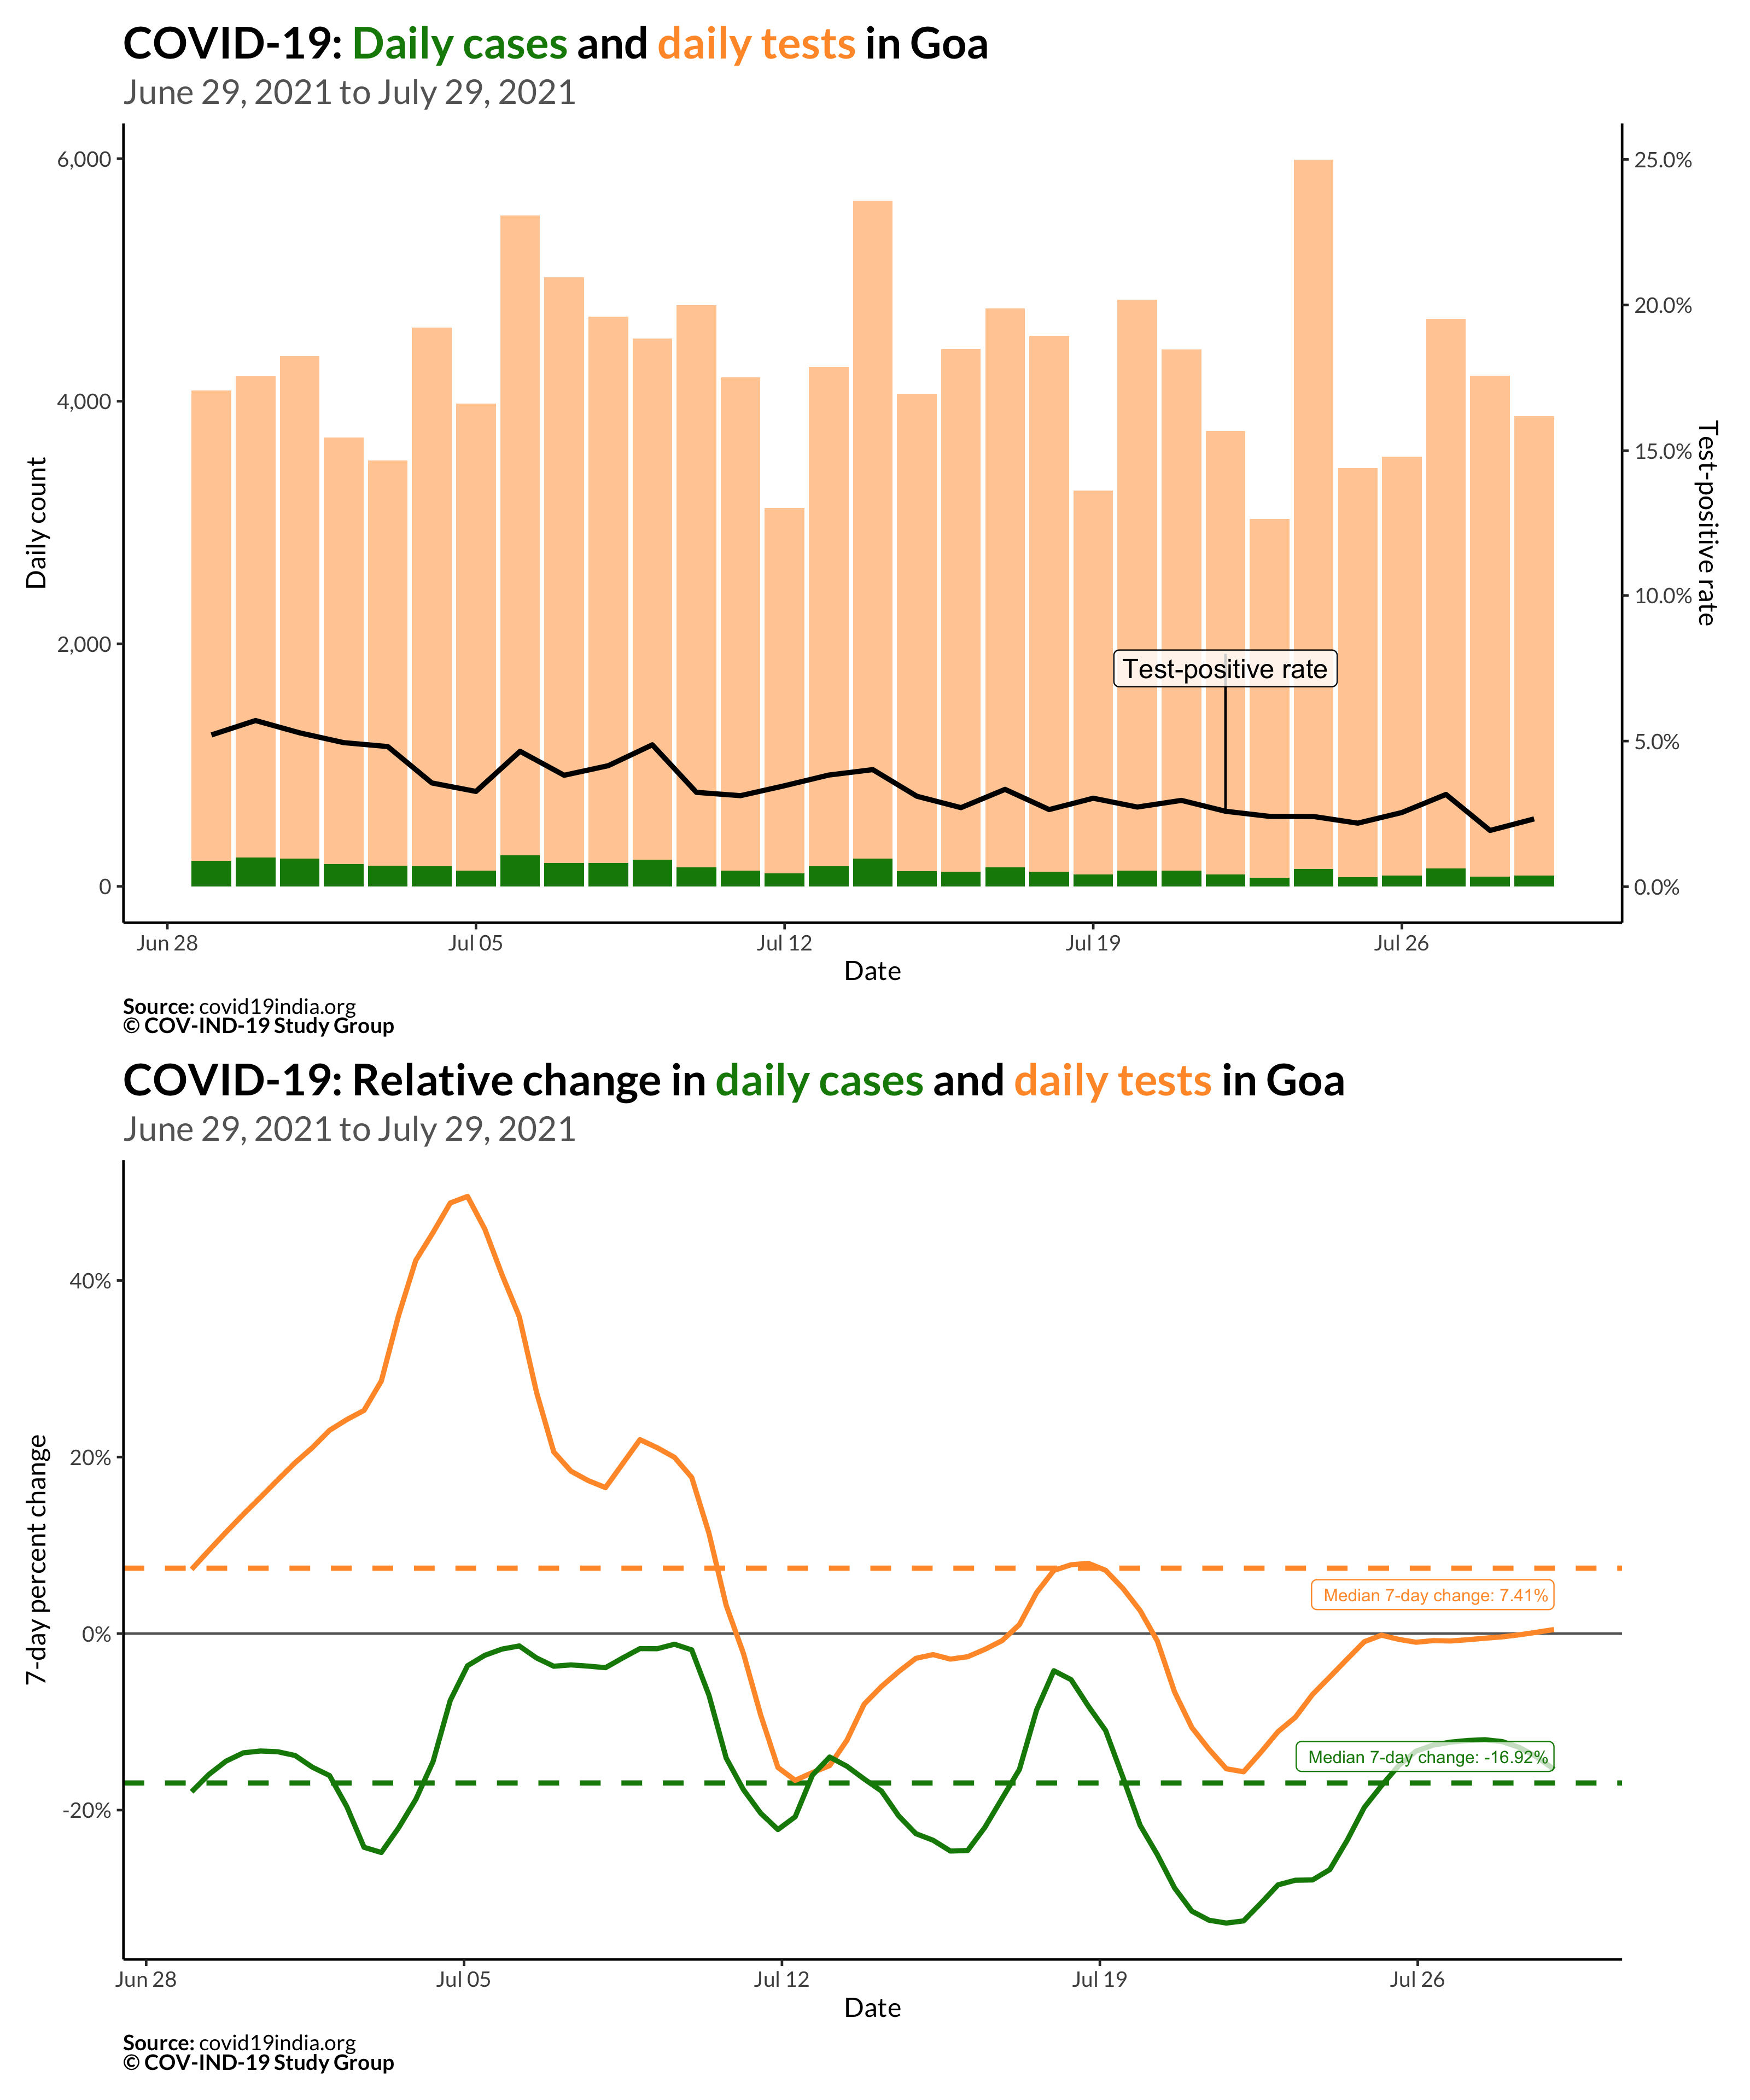 COVID-19: Daily cases and daily tests in Goa
June 29, 2021 to July 29, 2021
6,000
4,000
2,000
0
Daily count
25.0%
20.0%
15.0%
10.0%
5.0%
0.0%
Test-positive rate
Test-positive rate
Jun 28
Jul 05
Jul 12
Jul 19
Jul 26
Date
Source: covid19india.org
© COV-IND-19 Study Group
COVID-19: Relative change in daily cases and daily tests in Goa
June 29, 2021 to July 29, 2021
40%
20%
0%
-20%
7-day percent change
Median 7-day change: 7.41%
Median 7-day change: -16.92%
Jun 28
Jul 05
Jul 12
Jul 19
Jul 26
Date
Source: covid19india.org
© COV-IND-19 Study Group